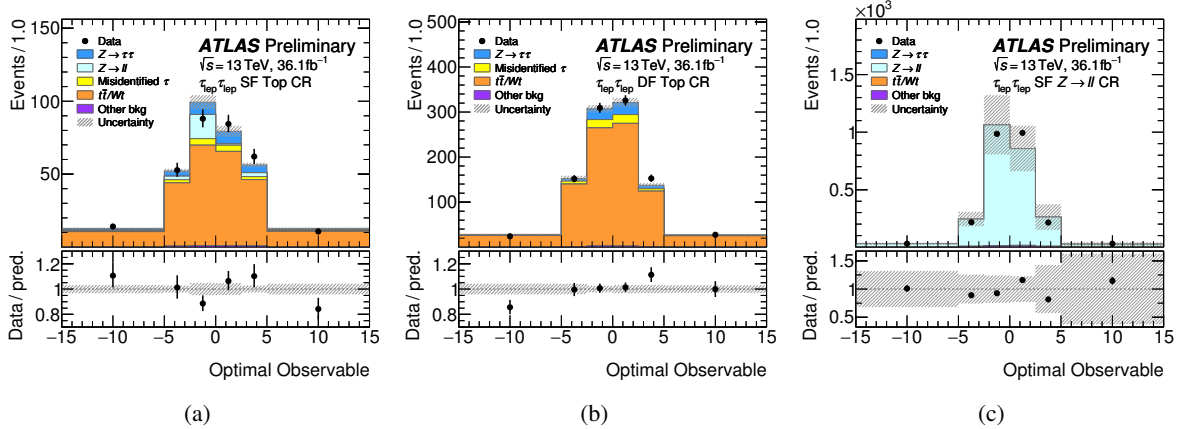 Events / 1.0
150
100
50
Data
Z→ττ
Z→ll
Misidentified τ
tt̄/Wt
Other bkg
Uncertainty
ATLAS Preliminary
√s = 13 TeV, 36.1 fb⁻¹
τlep τlep SF Top CR
Data / pred.
1.2
1
0.8
−15 −10 −5 0 5 10 15
Optimal Observable
(a)
Events / 1.0
500
400
300
200
100
Data
Z→ττ
Misidentified τ
tt̄/Wt
Other bkg
Uncertainty
ATLAS Preliminary
√s = 13 TeV, 36.1 fb⁻¹
τlep τlep DF Top CR
Data / pred.
1.2
1
0.8
−15 −10 −5 0 5 10 15
Optimal Observable
(b)
×10³
Events / 1.0
1.5
1
0.5
Data
Z→ττ
Z→ll
tt̄/Wt
Other bkg
Uncertainty
ATLAS Preliminary
√s = 13 TeV, 36.1 fb⁻¹
τlep τlep SF Z→ll CR
Data / pred.
1.5
1
0.5
−15 −10 −5 0 5 10 15
Optimal Observable
(c)